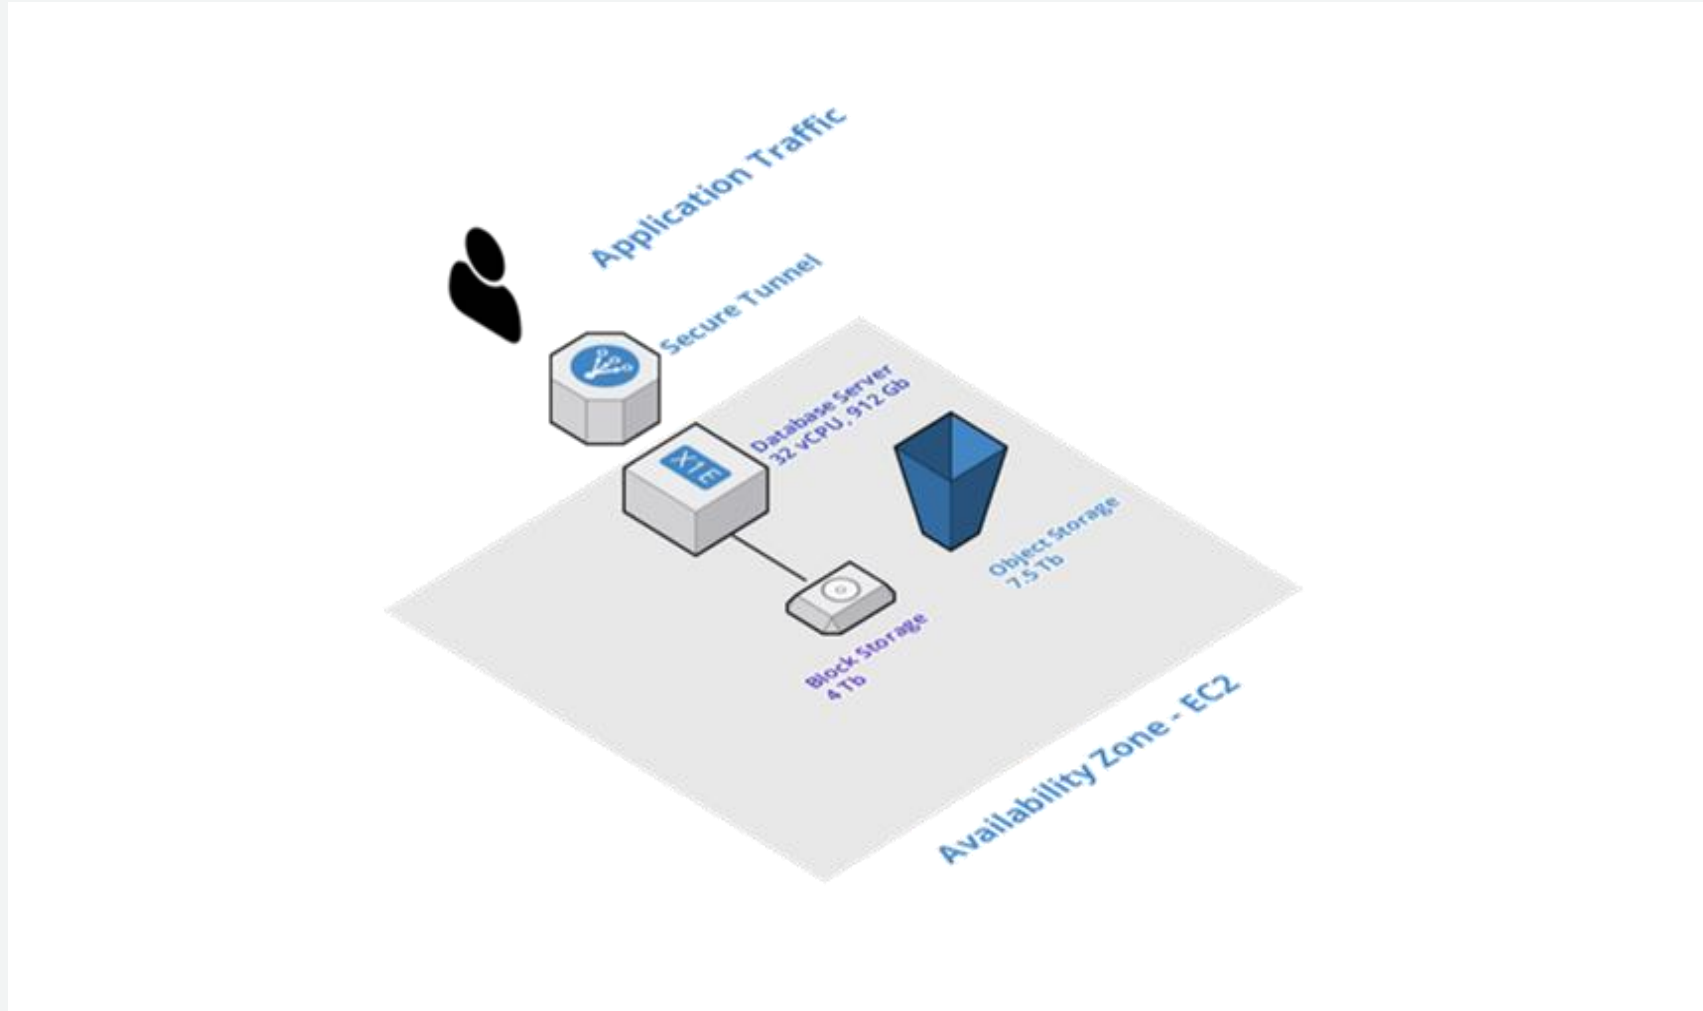 Application Traffic
Secure Tunnel
Database Server
32 vCPU, 912 Gb
X1E
Object Storage
7.5 Tb
Block Storage
4 Tb
Availability Zone - EC2